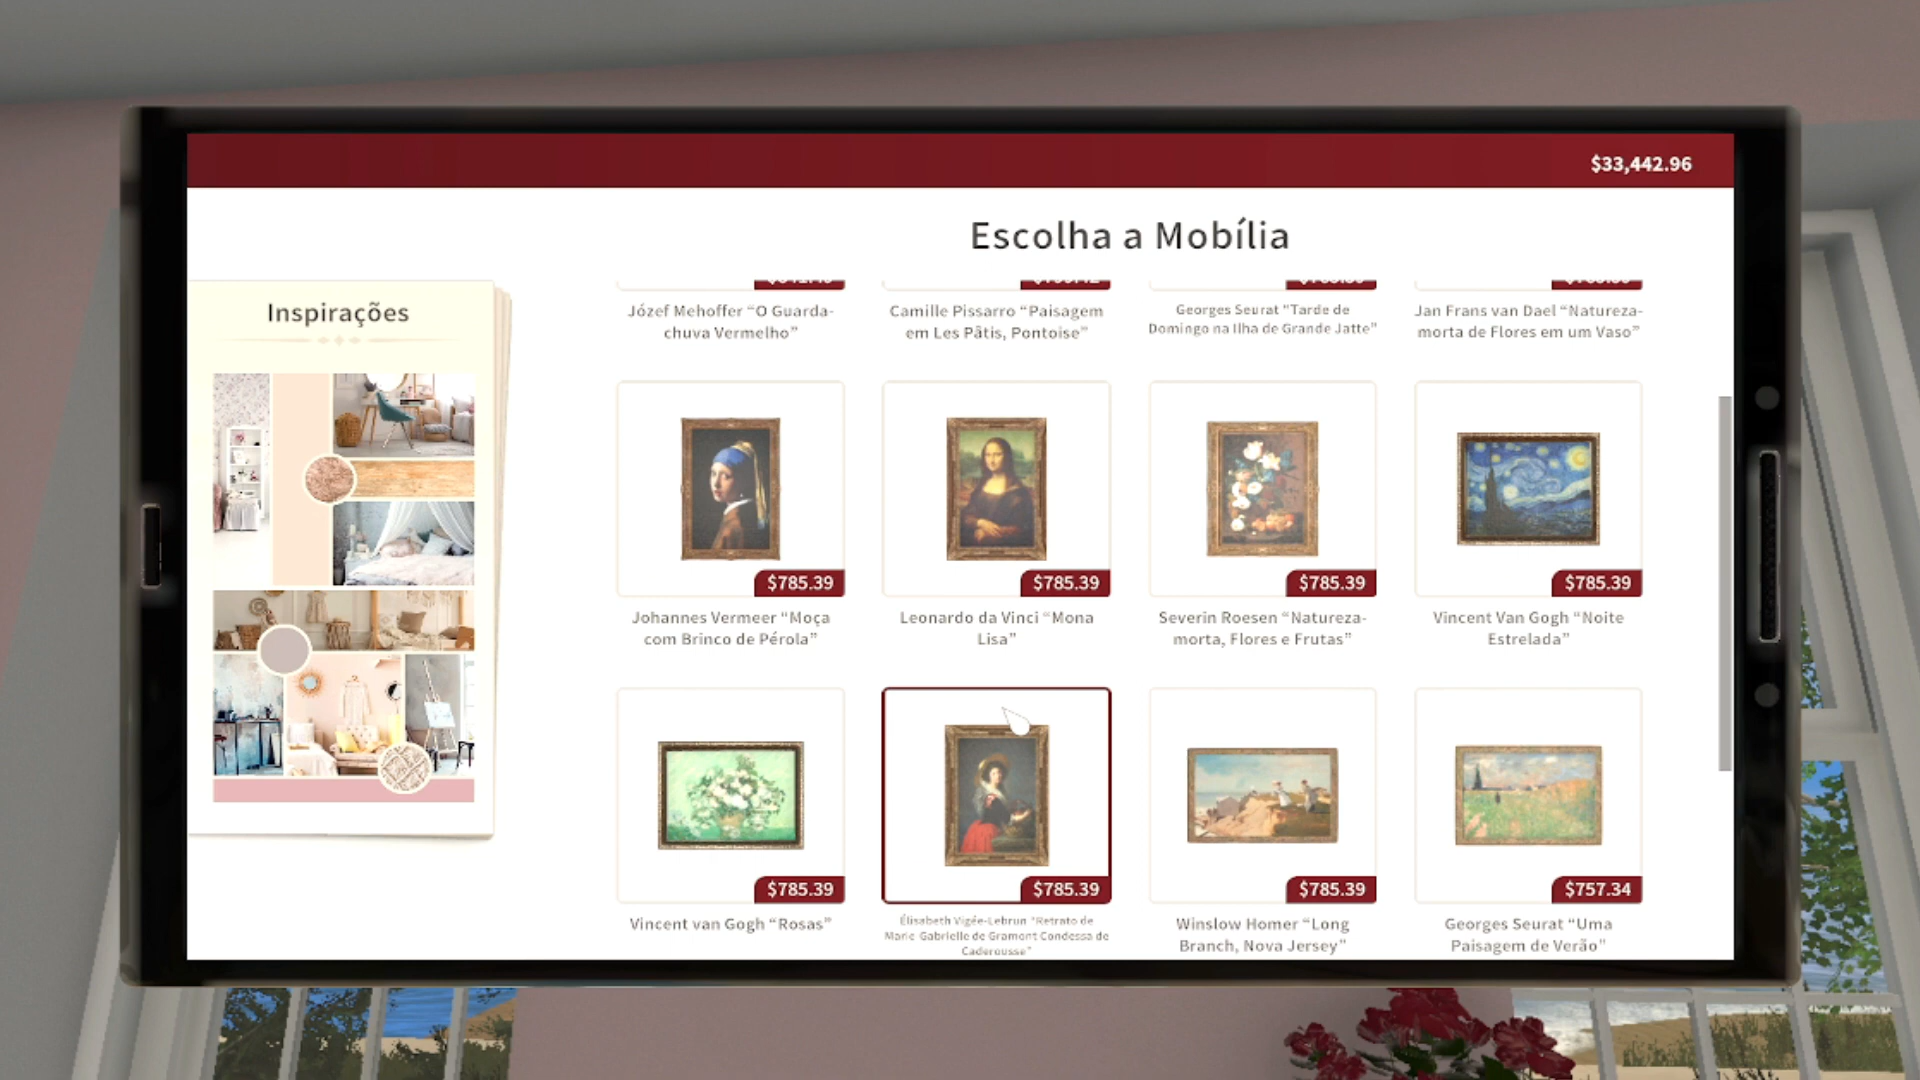 $33,442.96
Escolha a Mobília
Inspirações
Józef Mehoffer “O Guarda-
chuva Vermelho”
Camille Pissarro “Paisagem
em Les Pâtis, Pontoise”
Georges Seurat “Tarde de
Domingo na Ilha de Grande Jatte”
Jan Frans van Dael “Natureza-
morta de Flores em um Vaso”
$785.39
$785.39
$785.39
$785.39
Johannes Vermeer “Moça
com Brinco de Pérola”
Leonardo da Vinci “Mona
Lisa”
Severin Roesen “Natureza-
morta, Flores e Frutas”
Vincent Van Gogh “Noite
Estrelada”
$785.39
$785.39
$785.39
$757.34
Vincent van Gogh “Rosas”
Élisabeth Vigée-Lebrun “Retrato de
Marie-Gabrielle de Gramont Condessa de
Caderousse”
Winslow Homer “Long
Branch, Nova Jersey”
Georges Seurat “Uma
Paisagem de Verão”